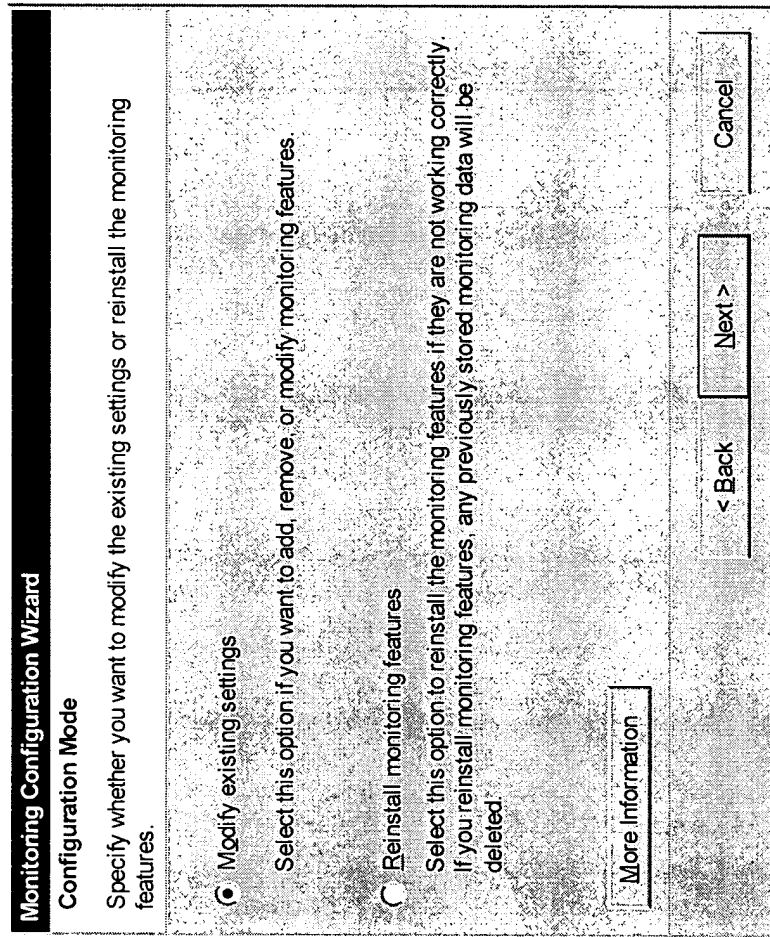 Monitoring Configuration Wizard
Configuration Mode
Specify whether you want to modify the existing settings or reinstall the monitoring
features.
Modify existing settings
Select this option if you want to add, remove, or modify monitoring features.
Reinstall monitoring features
Select this option to reinstall the monitoring features if they are not working correctly.
If you reinstall monitoring features, any previously stored monitoring data will be
deleted.
More Information
< Back
Next >
Cancel